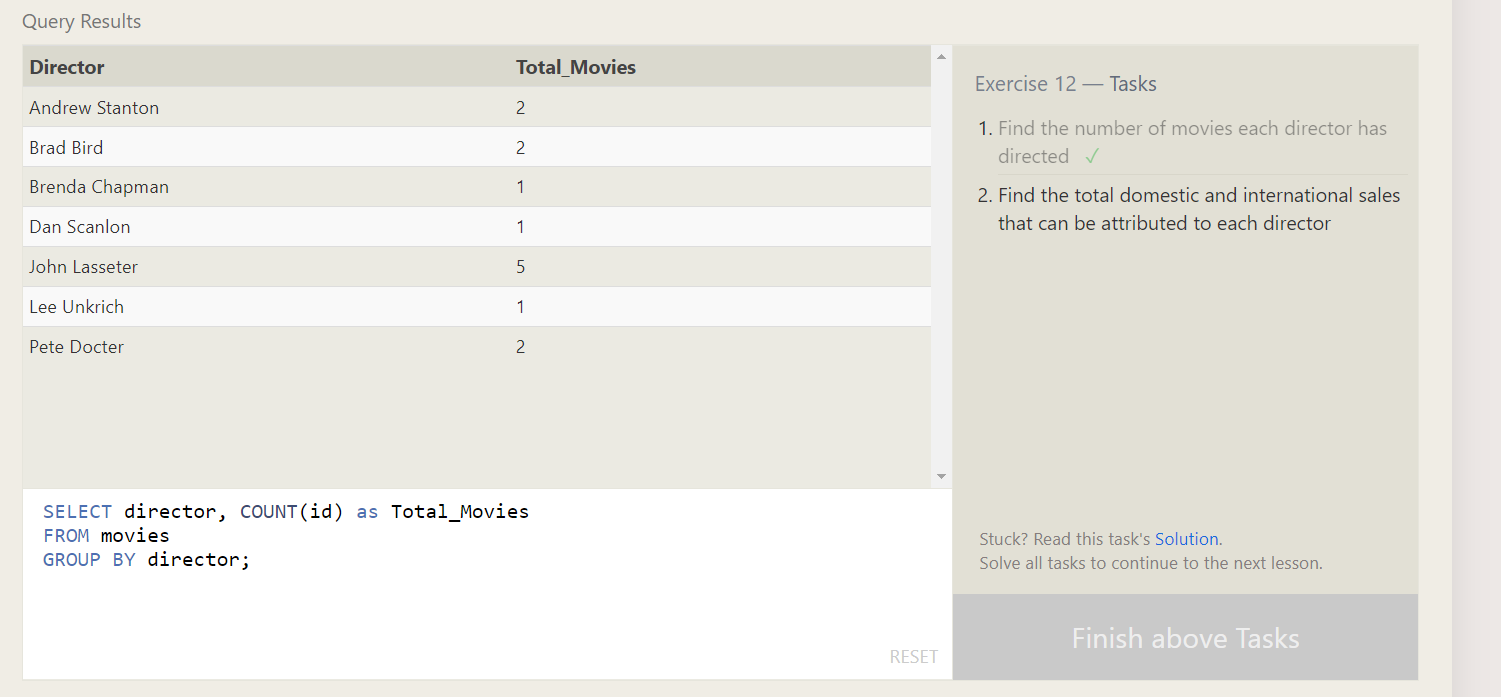 Query Results
Director Total_Movies
Andrew Stanton 2
Brad Bird 2
Brenda Chapman 1
Dan Scanlon 1
John Lasseter 5
Lee Unkrich 1
Pete Docter 2
SELECT director, COUNT(id) as Total_Movies
FROM movies
GROUP BY director;
RESET
Exercise 12 — Tasks
1. Find the number of movies each director has
directed ✓
2. Find the total domestic and international sales
that can be attributed to each director
Stuck? Read this task's Solution.
Solve all tasks to continue to the next lesson.
Finish above Tasks